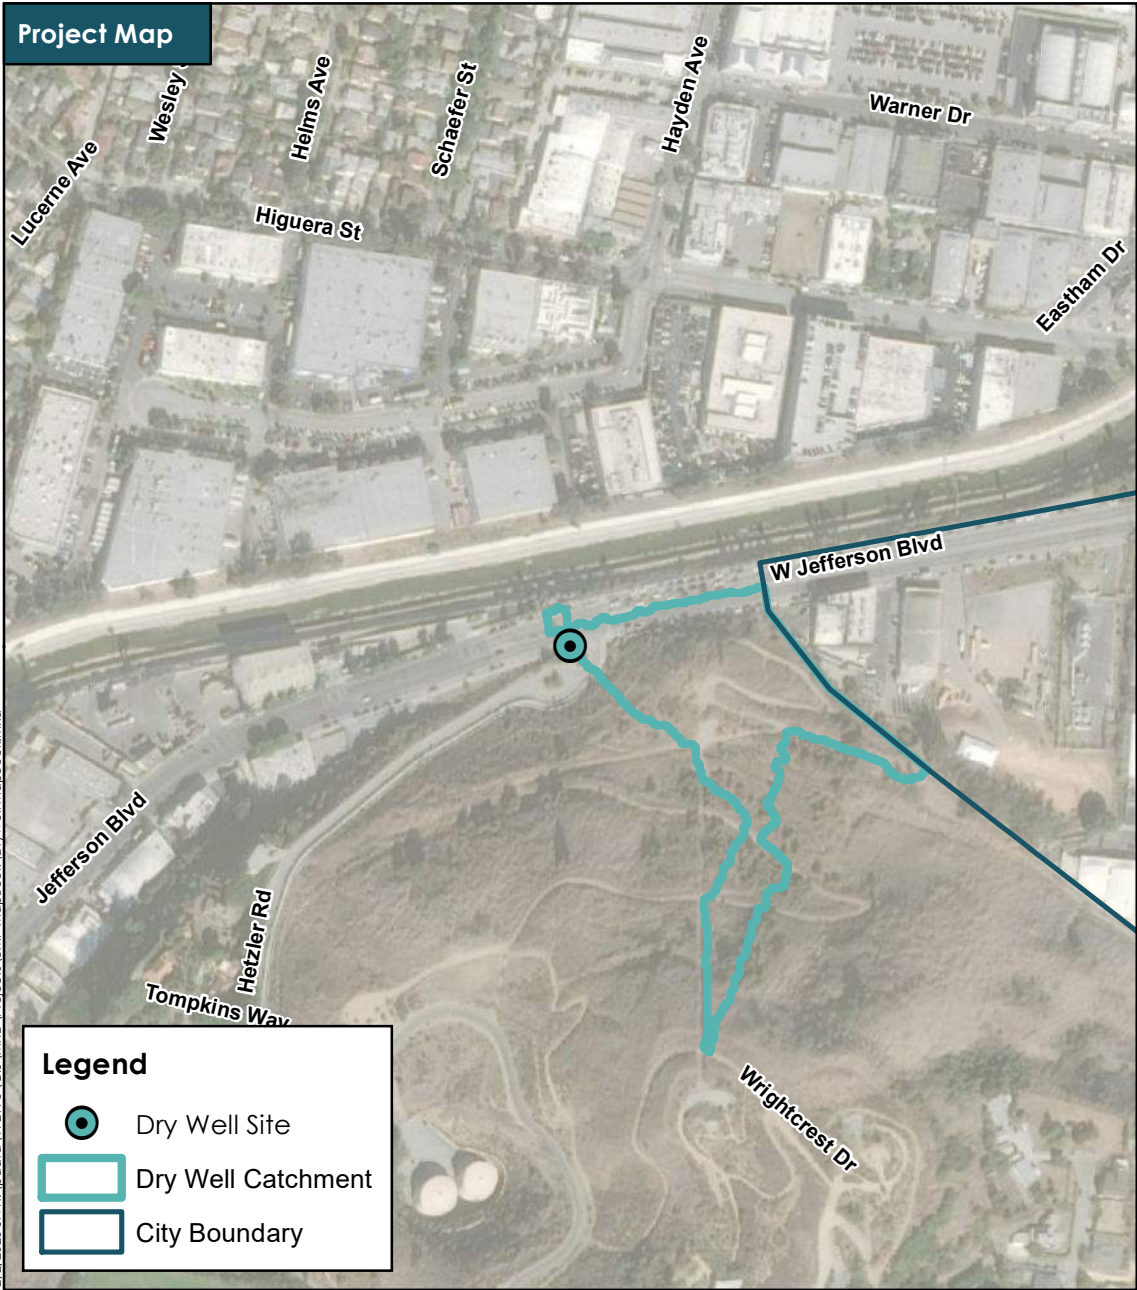 Project Map
Wesley
Helms Ave
Schaefer St
Hayden Ave
Warner Dr
Lucerne Ave
Higuera St
Eastham Dr
W Jefferson Blvd
Jefferson Blvd
Hetzler Rd
Tompkins Way
Wrightcrest Dr
Legend
Dry Well Site
Dry Well Catchment
City Boundary